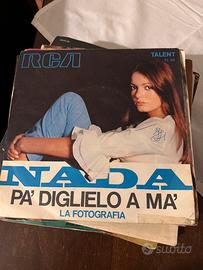 RCA
TALENT
NADA
PA' DIGLIELO A MA'
LA FOTOGRAFIA
subito